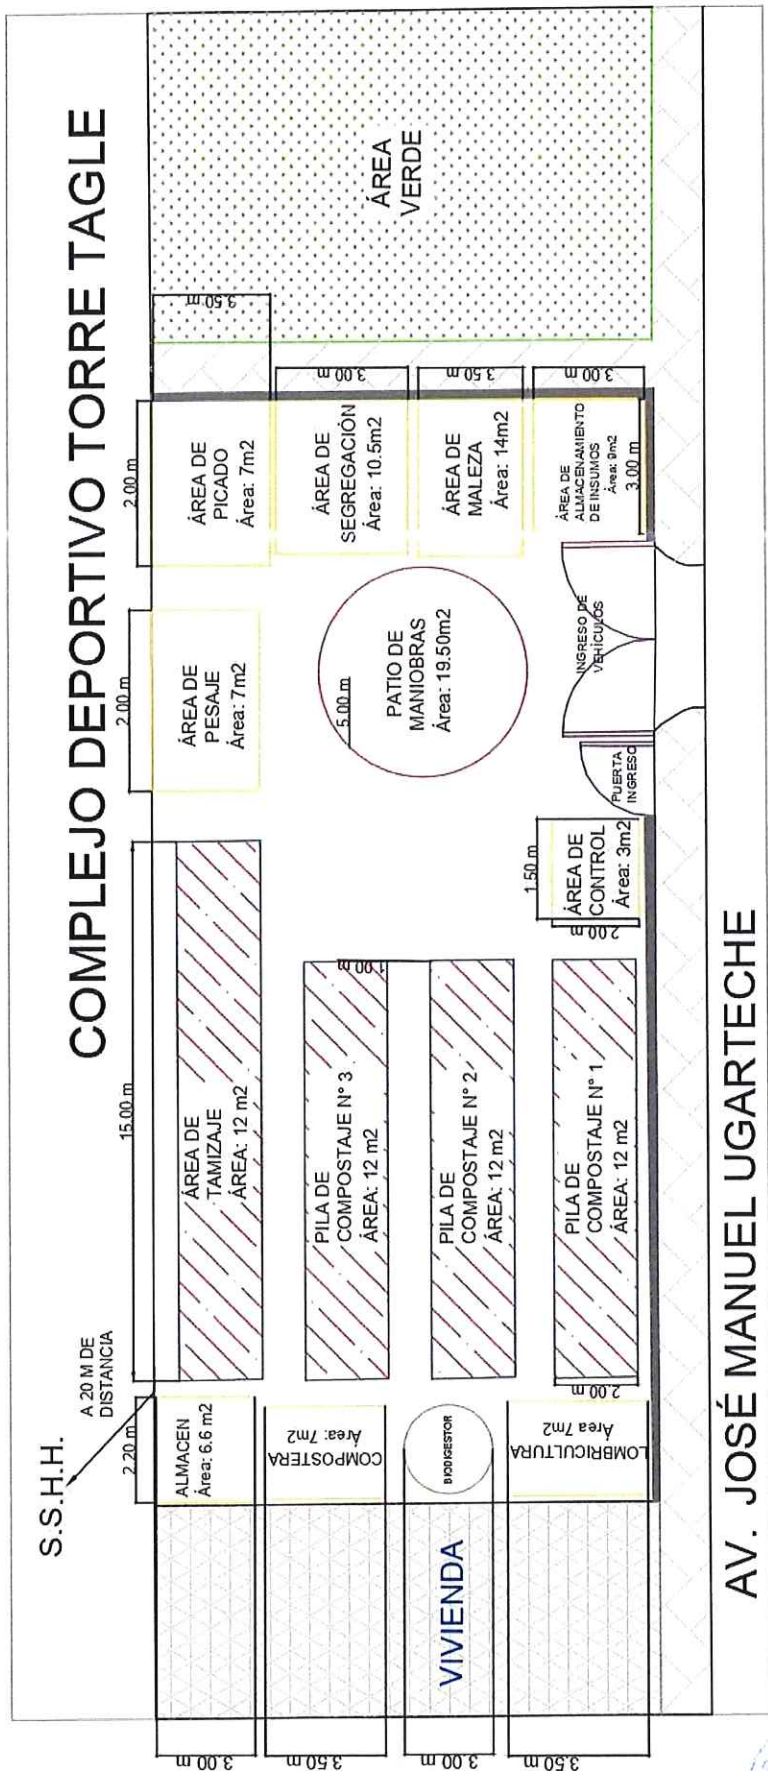 COMPLEJO DEPORTIVO TORRE TAGLE
S.S.H.H.
A 20 M DE
DISTANCIA
2.20 m
15.00 m
2.00 m
2.00 m
3.50 m
ALMACEN
Área: 6.6 m2
ÁREA DE
TAMIZAJE
ÁREA: 12 m2
ÁREA DE
PESAJE
Área: 7m2
ÁREA DE
PICADO
Área: 7m2
ÁREA
VERDE
COMPOSTERA
Área: 7m2
PILA DE
COMPOSTAJE N° 3
ÁREA: 12 m2
1.00 m
5.00 m
PATIO DE
MANIOBRAS
Área: 19.50m2
ÁREA DE
SEGREGACIÓN
Área: 10.5m2
3.00 m
VIVIENDA
BIODIGESTOR
PILA DE
COMPOSTAJE N° 2
ÁREA: 12 m2
ÁREA DE
MALEZA
Área: 14m2
3.50 m
LOMBRICULTURA
Área 7m2
2.00 m
PILA DE
COMPOSTAJE N° 1
ÁREA: 12 m2
1.50 m
2.00 m
ÁREA DE
CONTROL
Área: 3m2
PUERTA
INGRESO
INGRESO DE
VEHÍCULOS
ÁREA DE
ALMACENAMIENTO
DE INSUMOS
Área: 9m2
3.00 m
3.00 m
3.00 m
3.50 m
3.00 m
3.50 m
AV. JOSÉ MANUEL UGARTECHE